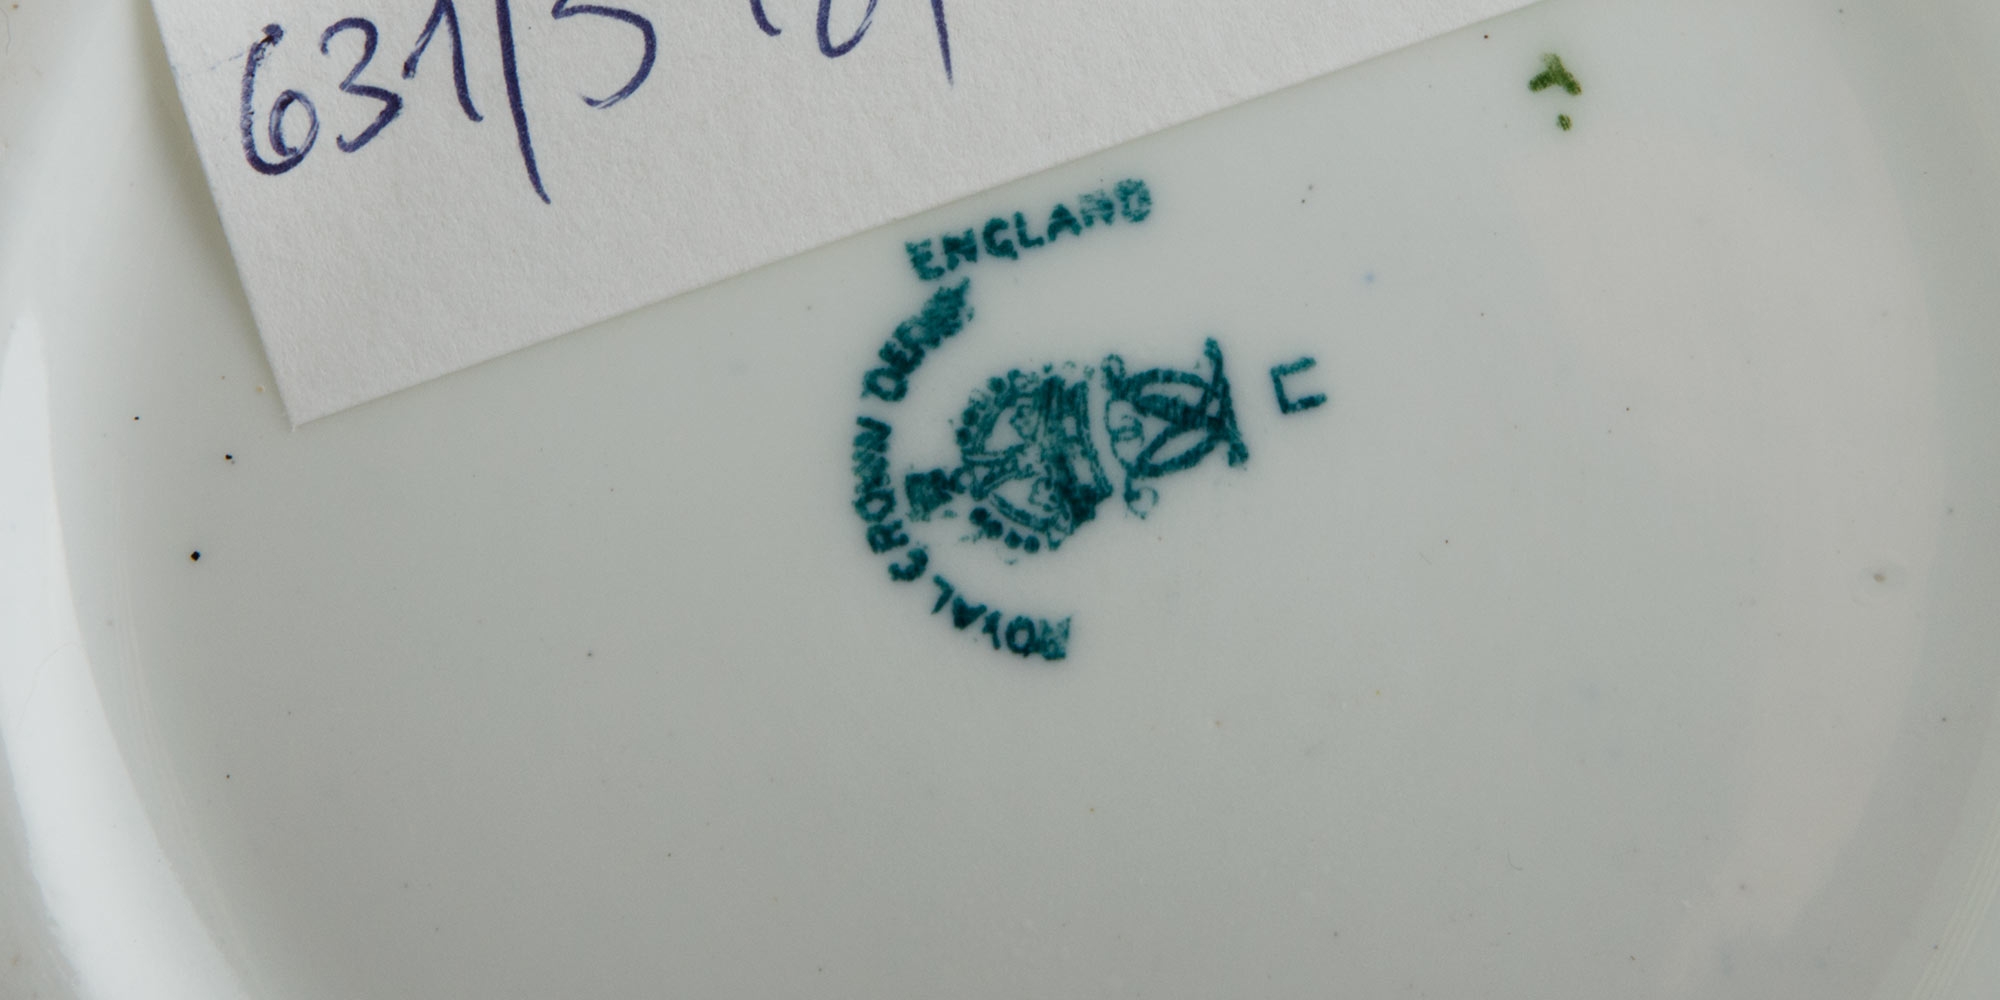 631/5
ROYAL CROWN DERBY
ENGLAND